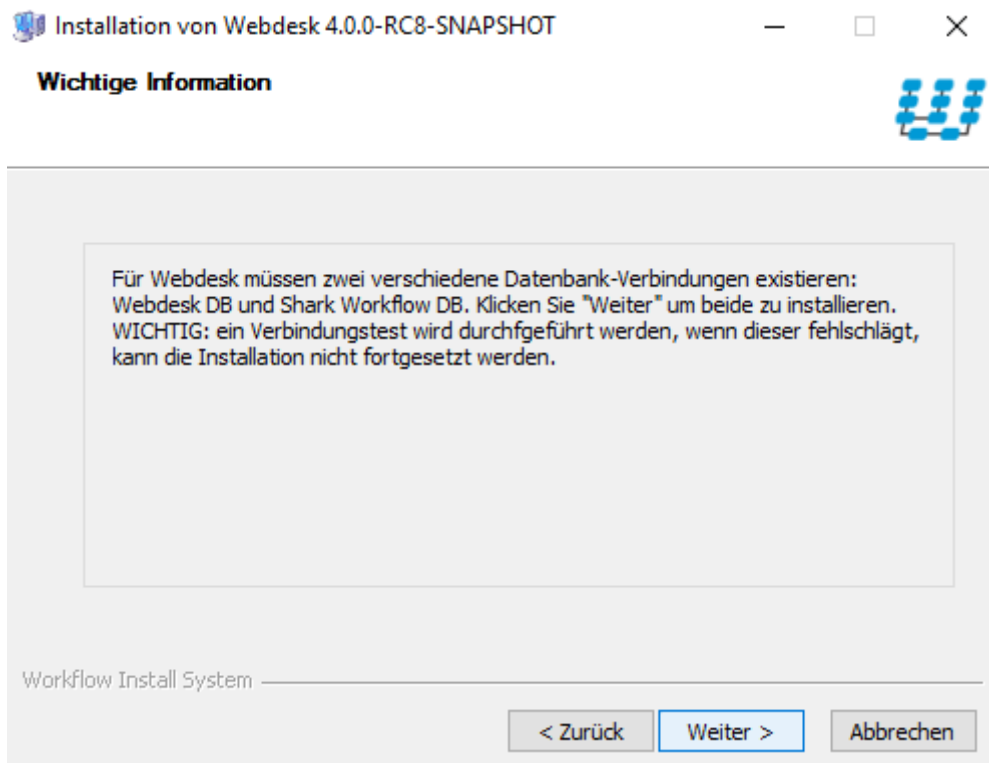 Installation von Webdesk 4.0.0-RC8-SNAPSHOT
Wichtige Information
Für Webdesk müssen zwei verschiedene Datenbank-Verbindungen existieren:
Webdesk DB und Shark Workflow DB. Klicken Sie "Weiter" um beide zu installieren.
WICHTIG: ein Verbindungstest wird durchfgeführt werden, wenn dieser fehlschlägt,
kann die Installation nicht fortgesetzt werden.
Workflow Install System
< Zurück Weiter > Abbrechen